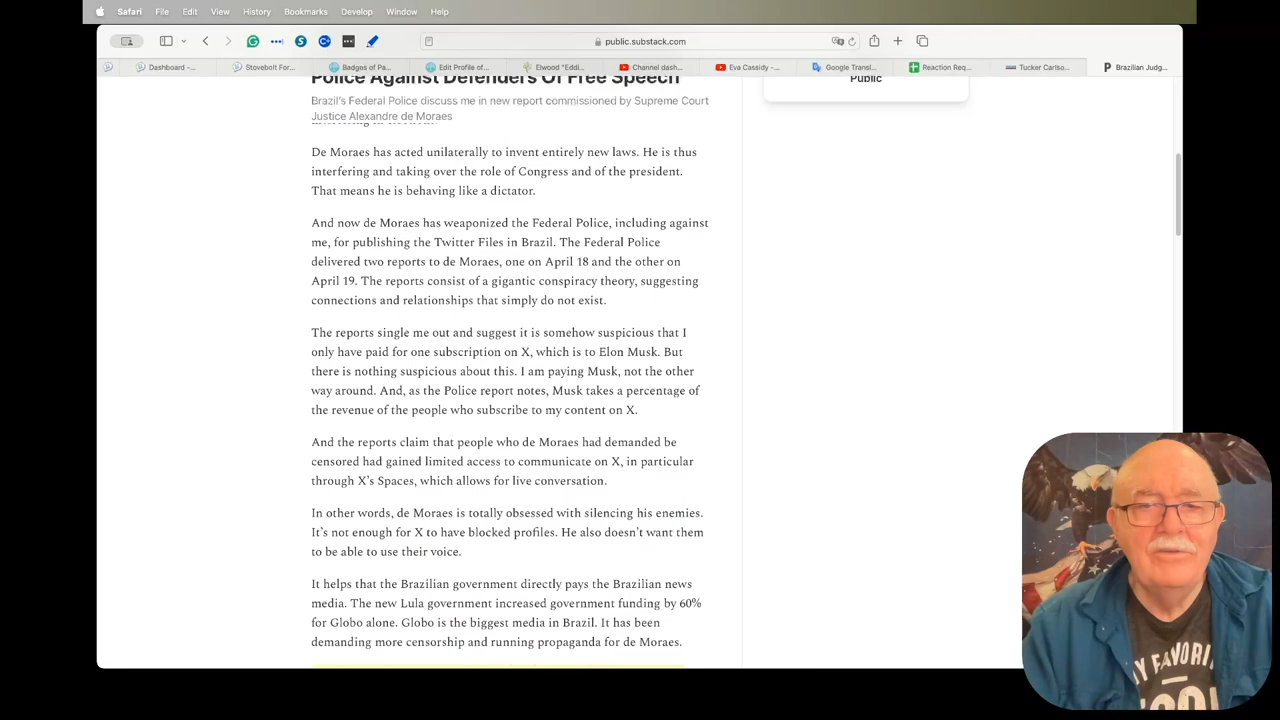 Safari File Edit View History Bookmarks Develop Window Help
public.substack.com
Dashboard -... Stovebolt For... Badges of Pa... Edit Profile of... Elwood "Eddi... Channel dash... Eva Cassidy -... Google Transl... Reaction Req... Tucker Carlso... Brazilian Judg...
Police Against Defenders Of Free Speech
Public
Brazil's Federal Police discuss me in new report commissioned by Supreme Court
Justice Alexandre de Moraes
De Moraes has acted unilaterally to invent entirely new laws. He is thus
interfering and taking over the role of Congress and of the president.
That means he is behaving like a dictator.
And now de Moraes has weaponized the Federal Police, including against
me, for publishing the Twitter Files in Brazil. The Federal Police
delivered two reports to de Moraes, one on April 18 and the other on
April 19. The reports consist of a gigantic conspiracy theory, suggesting
connections and relationships that simply do not exist.
The reports single me out and suggest it is somehow suspicious that I
only have paid for one subscription on X, which is to Elon Musk. But
there is nothing suspicious about this. I am paying Musk, not the other
way around. And, as the Police report notes, Musk takes a percentage of
the revenue of the people who subscribe to my content on X.
And the reports claim that people who de Moraes had demanded be
censored had gained limited access to communicate on X, in particular
through X's Spaces, which allows for live conversation.
In other words, de Moraes is totally obsessed with silencing his enemies.
It's not enough for X to have blocked profiles. He also doesn't want them
to be able to use their voice.
It helps that the Brazilian government directly pays the Brazilian news
media. The new Lula government increased government funding by 60%
for Globo alone. Globo is the biggest media in Brazil. It has been
demanding more censorship and running propaganda for de Moraes.
MY FAVORI